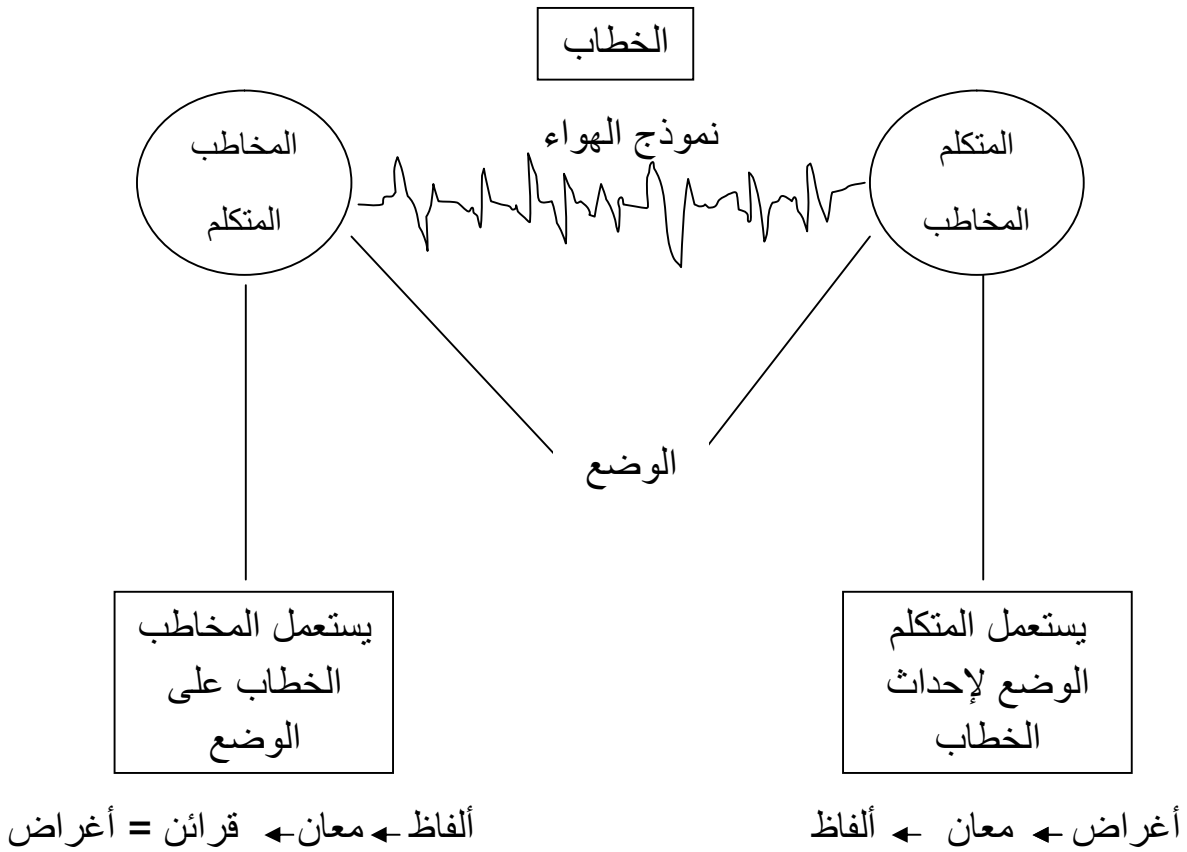 الخطاب
نموذج الهواء
المتكلم
المخاطب
المخاطب
المتكلم
الوضع
يستعمل المتكلم
الوضع لإحداث
الخطاب
يستعمل المخاطب
الخطاب على
الوضع
أغراض ← معان ← ألفاظ
ألفاظ ← معان ← قرائن = أغراض